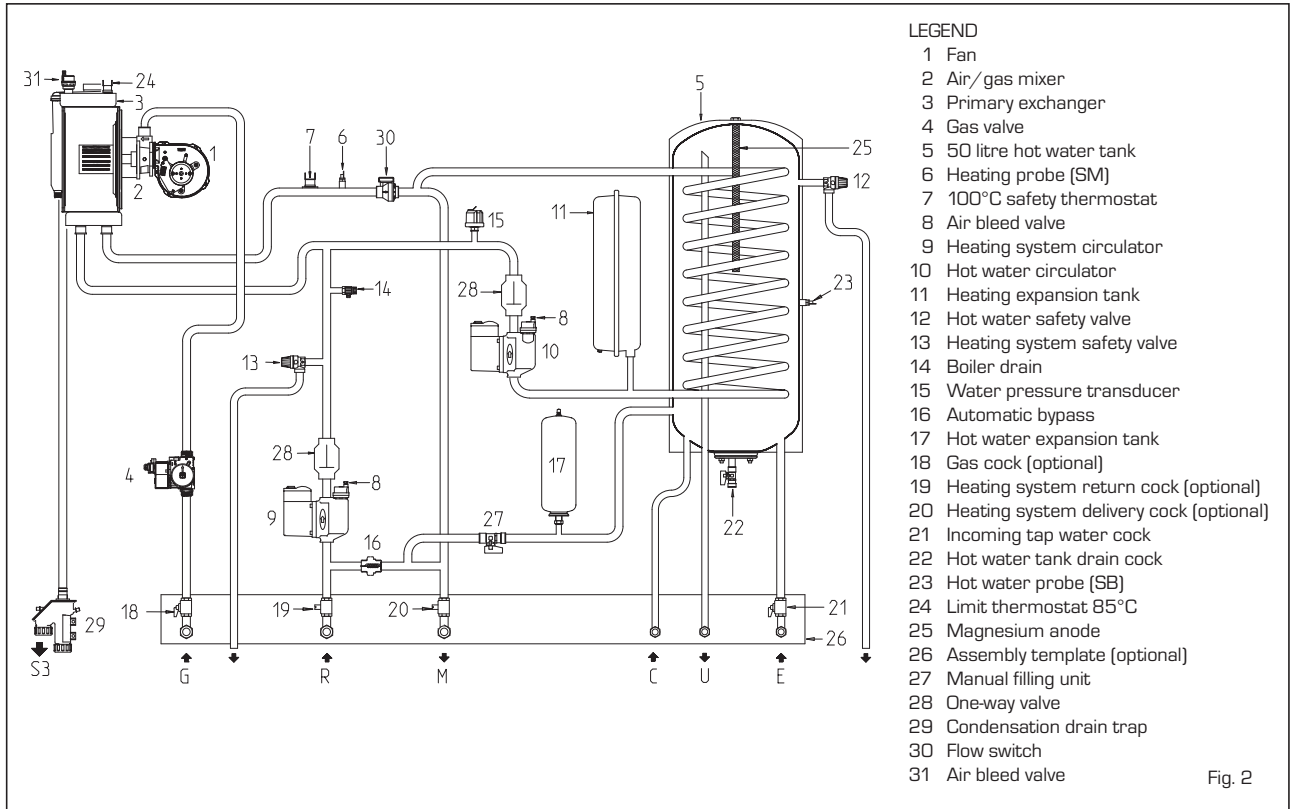 31
24
3
1
2
7
6
30
5
25
12
11
15
23
14
28
8
10
13
4
28
8
17
9
27
22
16
18
19
20
21
29
26
S3
G
R
M
C
U
E
LEGEND
1 Fan
2 Air/gas mixer
3 Primary exchanger
4 Gas valve
5 50 litre hot water tank
6 Heating probe (SM)
7 100°C safety thermostat
8 Air bleed valve
9 Heating system circulator
10 Hot water circulator
11 Heating expansion tank
12 Hot water safety valve
13 Heating system safety valve
14 Boiler drain
15 Water pressure transducer
16 Automatic bypass
17 Hot water expansion tank
18 Gas cock (optional)
19 Heating system return cock (optional)
20 Heating system delivery cock (optional)
21 Incoming tap water cock
22 Hot water tank drain cock
23 Hot water probe (SB)
24 Limit thermostat 85°C
25 Magnesium anode
26 Assembly template (optional)
27 Manual filling unit
28 One-way valve
29 Condensation drain trap
30 Flow switch
31 Air bleed valve
Fig. 2